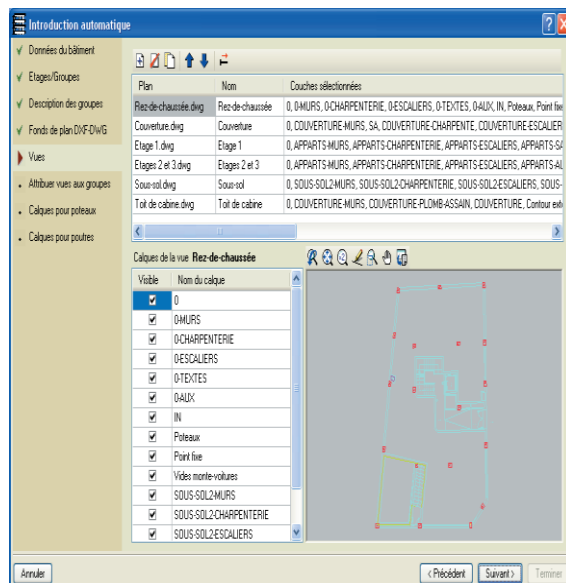 Introduction automatique
Données du bâtiment
Etages/Groupes
Description des groupes
Fonds de plan DXF-DWG
Vues
Attribuer vues aux groupes
Calques pour poteaux
Calques pour poutres
Plan Nom Couches sélectionnées
Rez-de-chaussée.dwg Rez-de-chaussée 0, 0-MURS, 0-CHARPENTERIE, 0-ESCALIERS, 0-TEXTES, 0-AUX, IN, Poteaux, Point fixe
Couverture.dwg Couverture 0, COUVERTURE-MURS, SA, COUVERTURE-CHARPENTE, COUVERTURE-ESCALIER
Etage 1.dwg Etage 1 0, APPARTS-MURS, APPARTS-CHARPENTERIE, APPARTS-ESCALIERS, APPARTS-SA
Etages 2 et 3.dwg Etages 2 et 3 0, APPARTS-MURS, APPARTS-CHARPENTERIE, APPARTS-ESCALIERS, APPARTS-AL
Sous-sol.dwg Sous-sol 0, SOUS-SOL2-MURS, SOUS-SOL2-CHARPENTERIE, SOUS-SOL2-ESCALIERS, SOUS-
Toit de cabine.dwg Toit de cabine 0, COUVERTURE-MURS, COUVERTURE-PLOMB-ASSAIN, COUVERTURE, Contour exté
Calques de la vue Rez-de-chaussée
Visible Nom du calque
0
0-MURS
0-CHARPENTERIE
0-ESCALIERS
0-TEXTES
0-AUX
IN
Poteaux
Point fixe
Vides monte-voitures
SOUS-SOL2-MURS
SOUS-SOL2-CHARPENTERIE
SOUS-SOL2-ESCALIERS
Annuler
< Précédent
Suivant >
Terminer